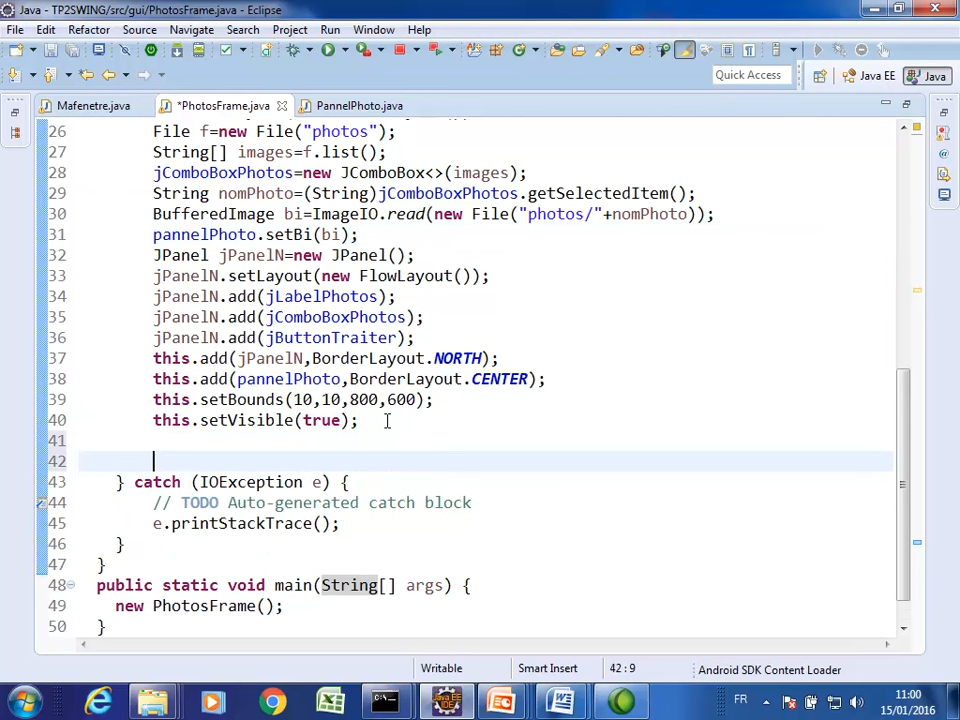 Java - TP2SWING/src/gui/PhotosFrame.java - Eclipse
File Edit Refactor Source Navigate Search Project Run Window Help
Quick Access Java EE Java
Mafenetre.java *PhotosFrame.java PannelPhoto.java
26 File f=new File("photos");
27 String[] images=f.list();
28 jComboBoxPhotos=new JComboBox<>(images);
29 String nomPhoto=(String)jComboBoxPhotos.getSelectedItem();
30 BufferedImage bi=ImageIO.read(new File("photos/"+nomPhoto));
31 pannelPhoto.setBi(bi);
32 JPanel jPanelN=new JPanel();
33 jPanelN.setLayout(new FlowLayout());
34 jPanelN.add(jLabelPhotos);
35 jPanelN.add(jComboBoxPhotos);
36 jPanelN.add(jButtonTraiter);
37 this.add(jPanelN,BorderLayout.NORTH);
38 this.add(pannelPhoto,BorderLayout.CENTER);
39 this.setBounds(10,10,800,600);
40 this.setVisible(true);
41
42
43 } catch (IOException e) {
44 // TODO Auto-generated catch block
45 e.printStackTrace();
46 }
47 }
48 public static void main(String[] args) {
49 new PhotosFrame();
50 }
Writable Smart Insert 42 : 9 Android SDK Content Loader
FR 11:00
15/01/2016